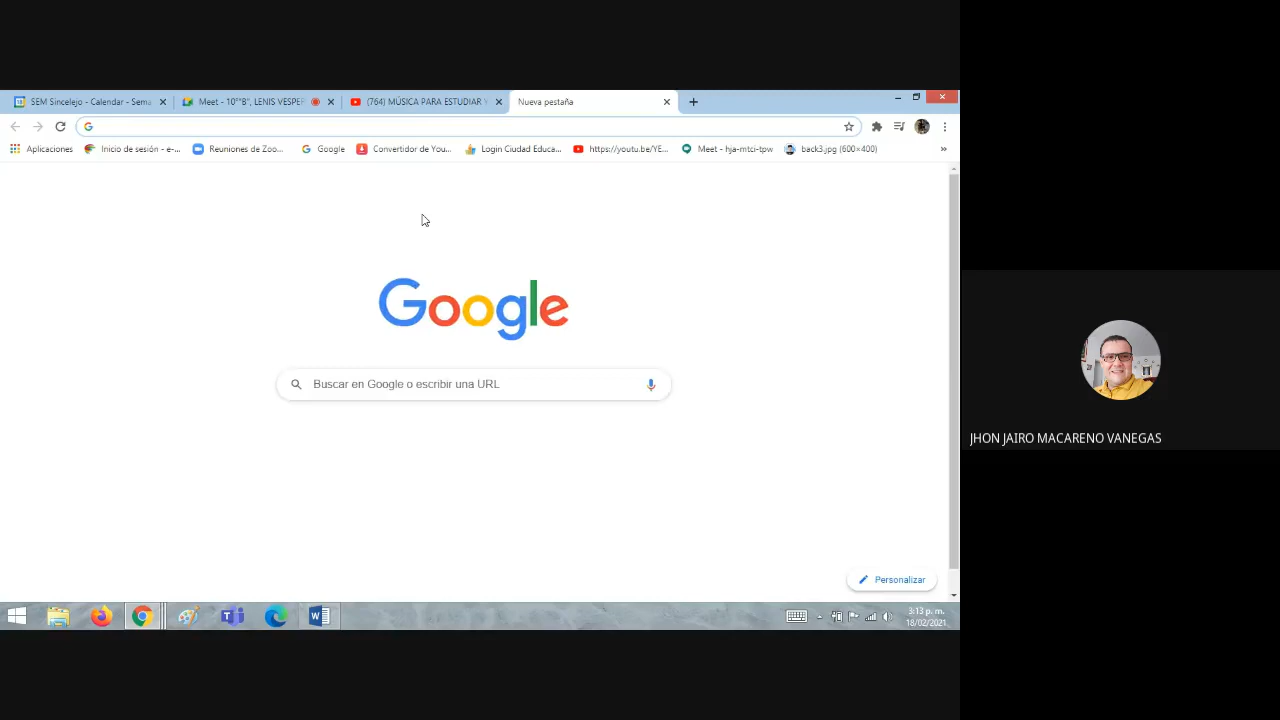 SEM Sincelejo - Calendar - Sema
Meet - 10°"B", LENIS VESPER
(764) MÚSICA PARA ESTUDIAR Y
Nueva pestaña
Aplicaciones
Inicio de sesión - e-...
Reuniones de Zoo...
Google
Convertidor de You...
Login Ciudad Educa...
https://youtu.be/YE...
Meet - hja-mtci-tpw
back3.jpg (600×400)
»
Google
Buscar en Google o escribir una URL
JHON JAIRO MACARENO VANEGAS
Personalizar
3:13 p. m.
18/02/2021